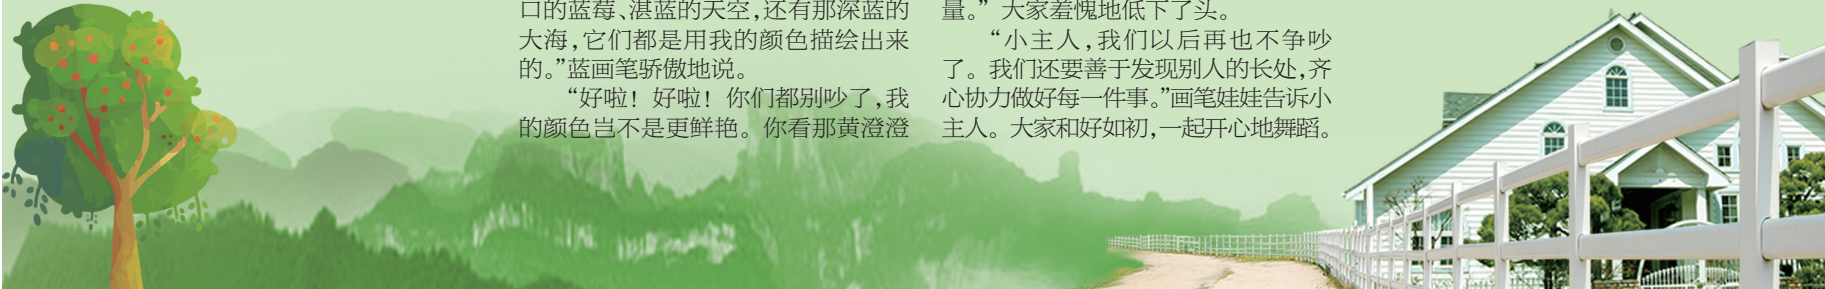 口的蓝莓、湛蓝的天空，还有那深蓝的
大海，它们都是用我的颜色描绘出来
的。”蓝画笔骄傲地说。
“好啦！好啦！你们都别吵了，我
的颜色岂不是更鲜艳。你看那黄澄澄
量。”大家羞愧地低下了头。
“小主人，我们以后再也不争吵
了。我们还要善于发现别人的长处，齐
心协力做好每一件事。”画笔娃娃告诉小
主人。大家和好如初，一起开心地舞蹈。